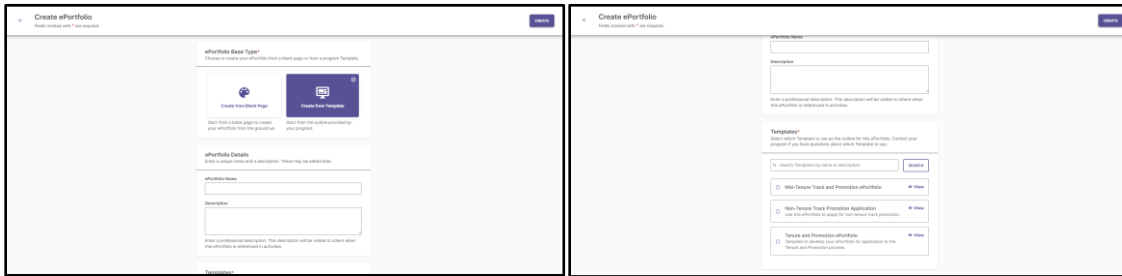 Create ePortfolio
Fields marked with * are required.
CREATE
ePortfolio Base Type*
Choose to create your ePortfolio from a blank page or from a program Template.
Create from Blank Page
Create from Template
Start from a blank page to create
your ePortfolio from the ground up.
Start from the outline provided by
your program.
ePortfolio Details
Enter a unique name and a description. These may be edited later.
ePortfolio Name
Description
Enter a professional description. This description will be visible to others when
this ePortfolio is referenced in activities.
Templates*
Create ePortfolio
Fields marked with * are required.
CREATE
ePortfolio Name
Description
Enter a professional description. This description will be visible to others when
this ePortfolio is referenced in activities.
Templates*
Select which Template to use as the outline for this ePortfolio. Contact your
program if you have questions about which Template to use.
Search Templates by name or description
SEARCH
Mid-Tenure Track and Promotion ePortfolio
View
Non-Tenure Track Promotion Application
View
Use this ePortfolio to apply for non-tenure track promotion.
Tenure and Promotion ePortfolio
View
Template to develop your ePortfolio for application to the
Tenure and Promotion process.